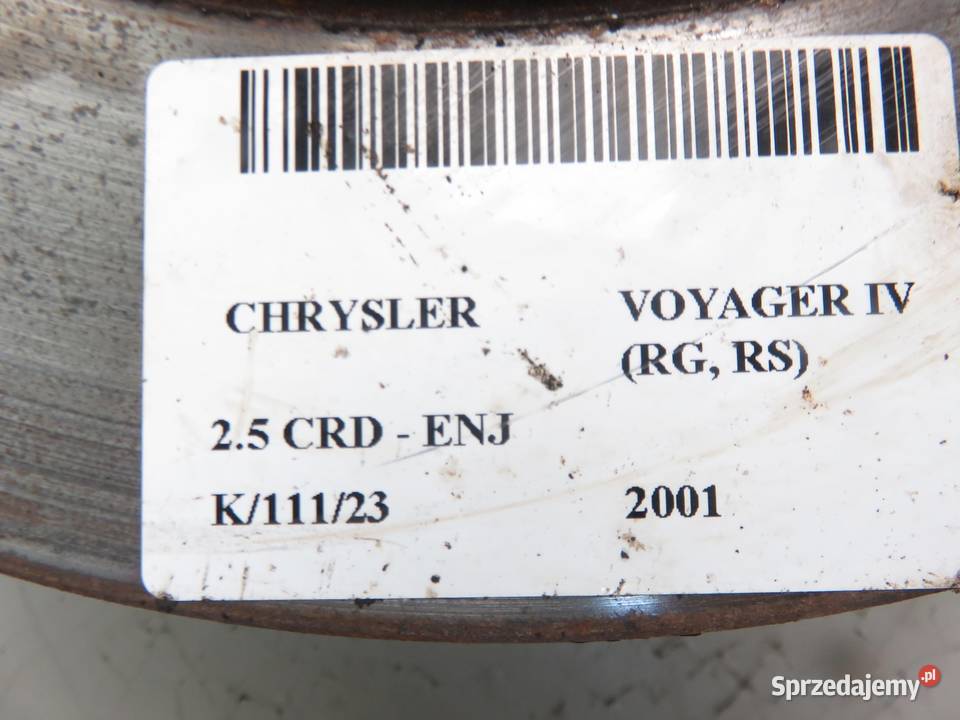 CHRYSLER VOYAGER IV
(RG, RS)
2.5 CRD - ENJ
K/111/23 2001
Sprzedajemy.pl